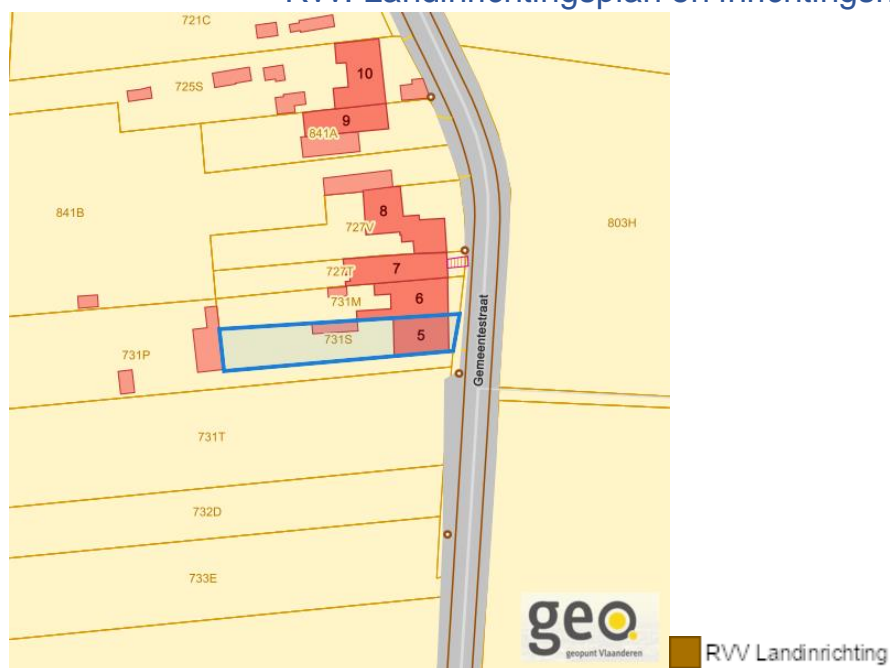 721C
10
725S
9
841A
841B
8
803H
727V
7
727T
6
731M
5
731S
731P
Gemeentestraat
731T
732D
733E
geo
geopunt Vlaanderen
RVV Landinrichting